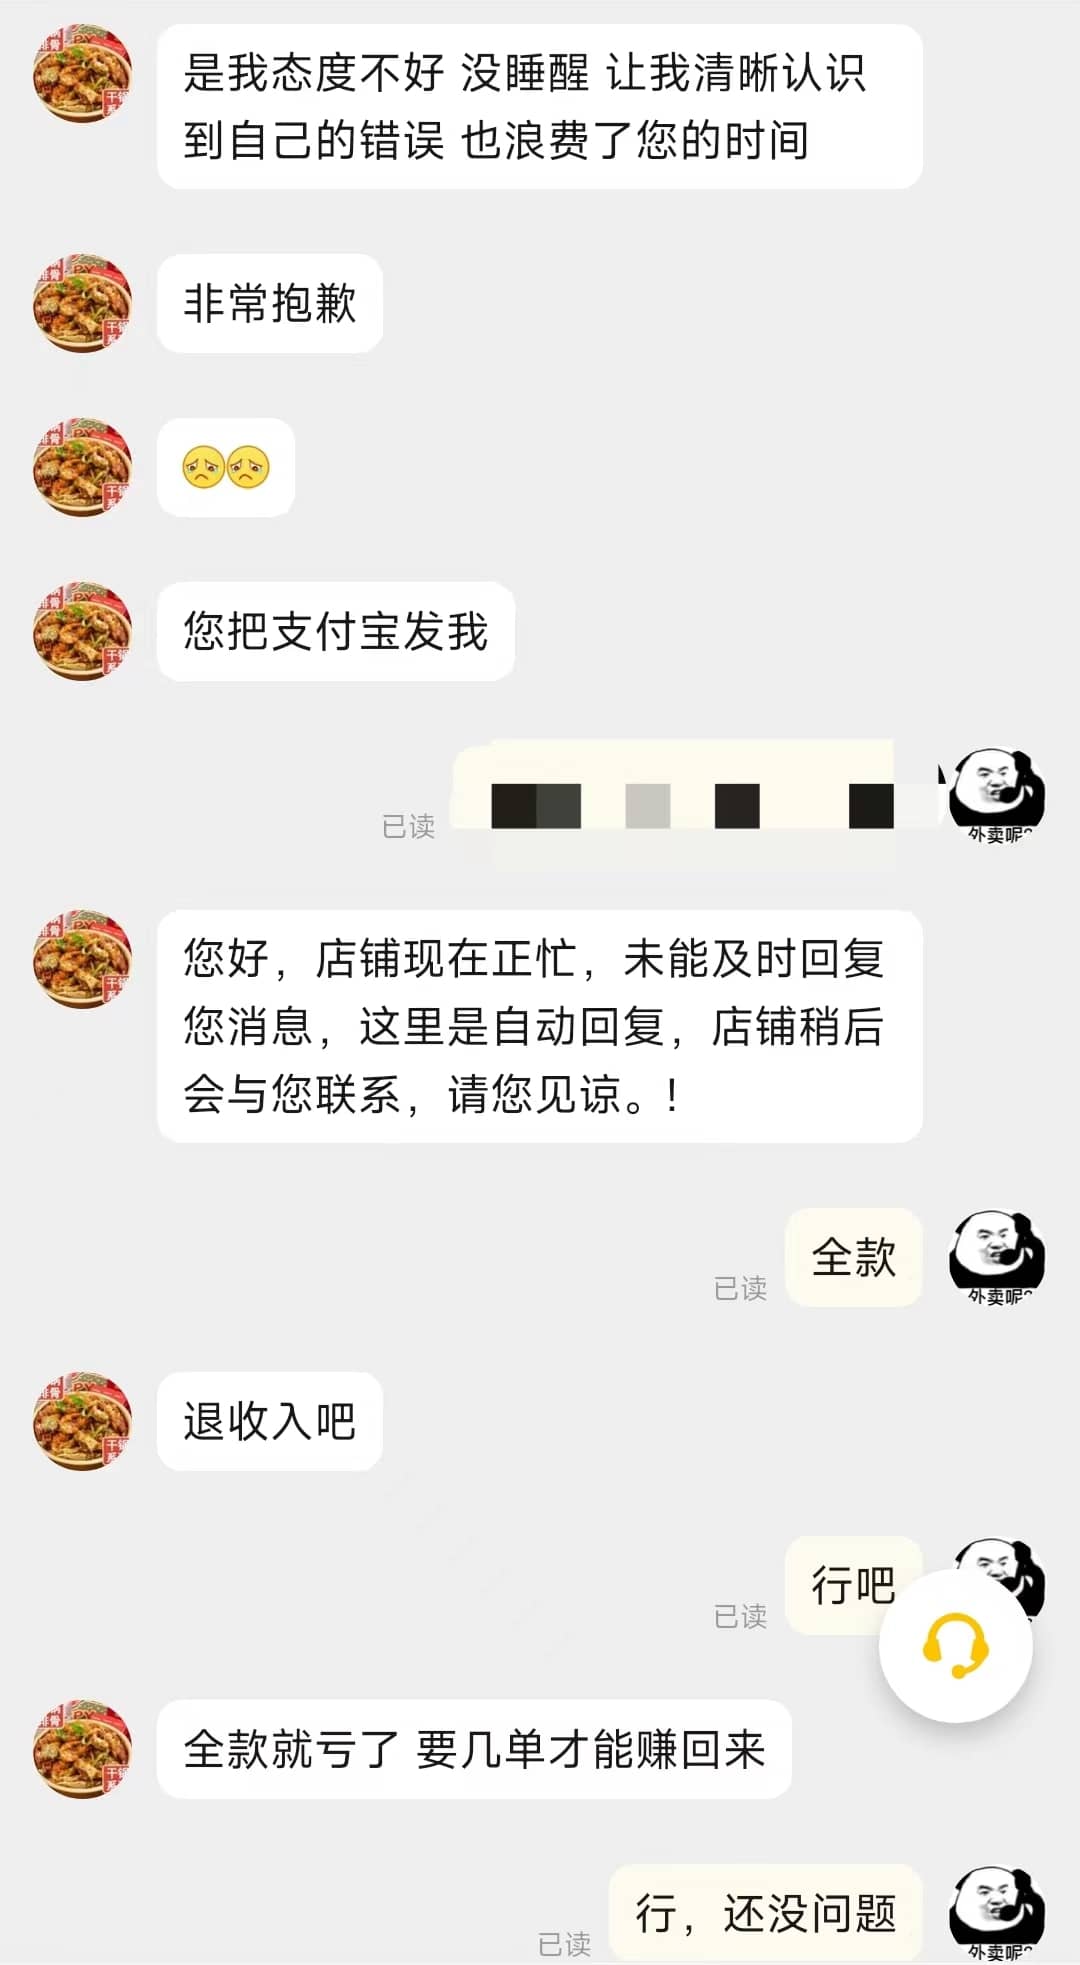 是我态度不好 没睡醒 让我清晰认识
到自己的错误 也浪费了您的时间
非常抱歉
您把支付宝发我
已读
外卖呢?
您好，店铺现在正忙，未能及时回复
您消息，这里是自动回复，店铺稍后
会与您联系，请您见谅。！
全款
已读
外卖呢?
退收入吧
行吧
已读
全款就亏了 要几单才能赚回来
行，还没问题
已读
外卖呢?